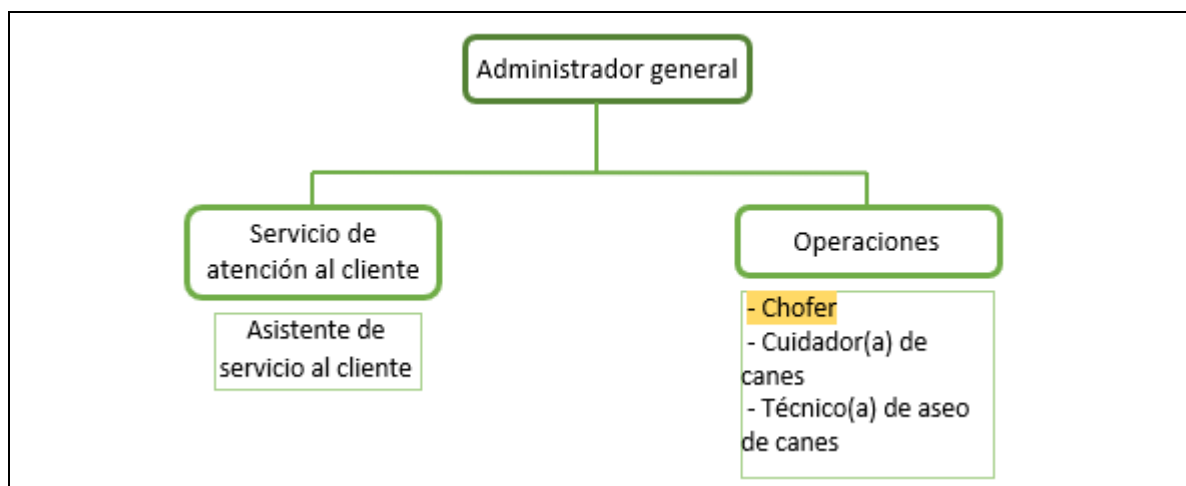 Administrador general
Servicio de
atención al cliente
Operaciones
Asistente de
servicio al cliente
- Chofer
- Cuidador(a) de
canes
- Técnico(a) de aseo
de canes